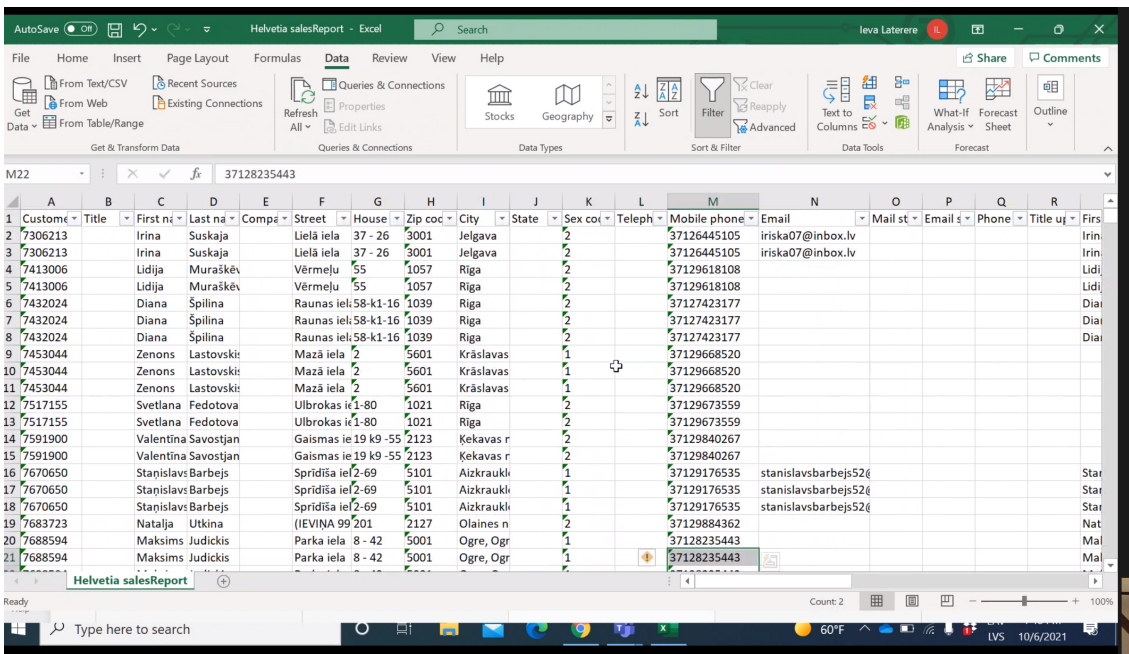 AutoSave Off Helvetia salesReport - Excel Search Ieva Laterere IL
File Home Insert Page Layout Formulas Data Review View Help Share Comments
From Text/CSV Recent Sources Queries & Connections Clear
From Web Existing Connections Properties Reapply
From Table/Range Edit Links Advanced
Get Data Refresh All Stocks Geography Sort Filter Text to Columns What-If Analysis Forecast Sheet Outline
Get & Transform Data Queries & Connections Data Types Sort & Filter Data Tools Forecast
M22 fx 37128235443
A B C D E F G H I J K L M N O P Q R
1 Custome Title First na Last na Compa Street House Zip coc City State Sex coc Teleph Mobile phone Email Mail st Email s Phone Title up Firs
2 7306213 Irina Suskaja Lielā iela 37 - 26 3001 Jelgava 2 37126445105 iriska07@inbox.lv Irin
3 7306213 Irina Suskaja Lielā iela 37 - 26 3001 Jelgava 2 37126445105 iriska07@inbox.lv Irin
4 7413006 Lidija Muraškēv Vērmeļu 55 1057 Rīga 2 37129618108 Lidi
5 7413006 Lidija Muraškēv Vērmeļu 55 1057 Rīga 2 37129618108 Lidi
6 7432024 Diana Špilina Raunas iela 58-k1-16 1039 Riga 2 37127423177 Diar
7 7432024 Diana Špilina Raunas iela 58-k1-16 1039 Riga 2 37127423177 Diar
8 7432024 Diana Špilina Raunas iela 58-k1-16 1039 Riga 2 37127423177 Diar
9 7453044 Zenons Lastovskis Mazā iela 2 5601 Krāslavas 1 37129668520
10 7453044 Zenons Lastovskis Mazā iela 2 5601 Krāslavas 1 37129668520
11 7453044 Zenons Lastovskis Mazā iela 2 5601 Krāslavas 1 37129668520
12 7517155 Svetlana Fedotova Ulbrokas ie 1-80 1021 Rīga 2 37129673559
13 7517155 Svetlana Fedotova Ulbrokas ie 1-80 1021 Rīga 2 37129673559
14 7591900 Valentīna Savostjan Gaismas ie 19 k9 -55 2123 Ķekavas r 2 37129840267
15 7591900 Valentīna Savostjan Gaismas ie 19 k9 -55 2123 Ķekavas r 2 37129840267
16 7670650 Staņislavs Barbejs Sprīdīša iel 2-69 5101 Aizkraukl 1 37129176535 stanislavsbarbejs52@ Star
17 7670650 Staņislavs Barbejs Sprīdīša iel 2-69 5101 Aizkraukl 1 37129176535 stanislavsbarbejs52@ Star
18 7670650 Staņislavs Barbejs Sprīdīša iel 2-69 5101 Aizkraukl 1 37129176535 stanislavsbarbejs52@ Star
19 7683723 Natalja Utkina (IEVIŅA 99 201 2127 Olaines n 2 37129884362 Nat
20 7688594 Maksims Judickis Parka iela 8 - 42 5001 Ogre, Ogr 1 37128235443 Mal
21 7688594 Maksims Judickis Parka iela 8 - 42 5001 Ogre, Ogr 1 37128235443 Mal
Helvetia salesReport
Ready Count: 2 100%
Type here to search 60°F LVS 10/6/2021